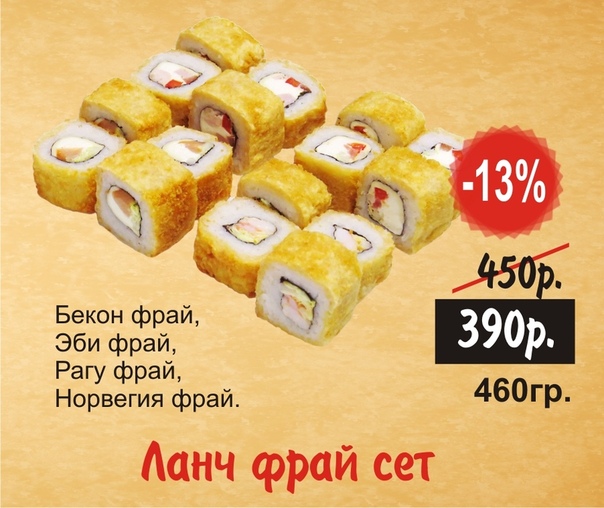 -13%
450р.
390р.
460гр.
Бекон фрай,
Эби фрай,
Рагу фрай,
Норвегия фрай.
Ланч фрай сет